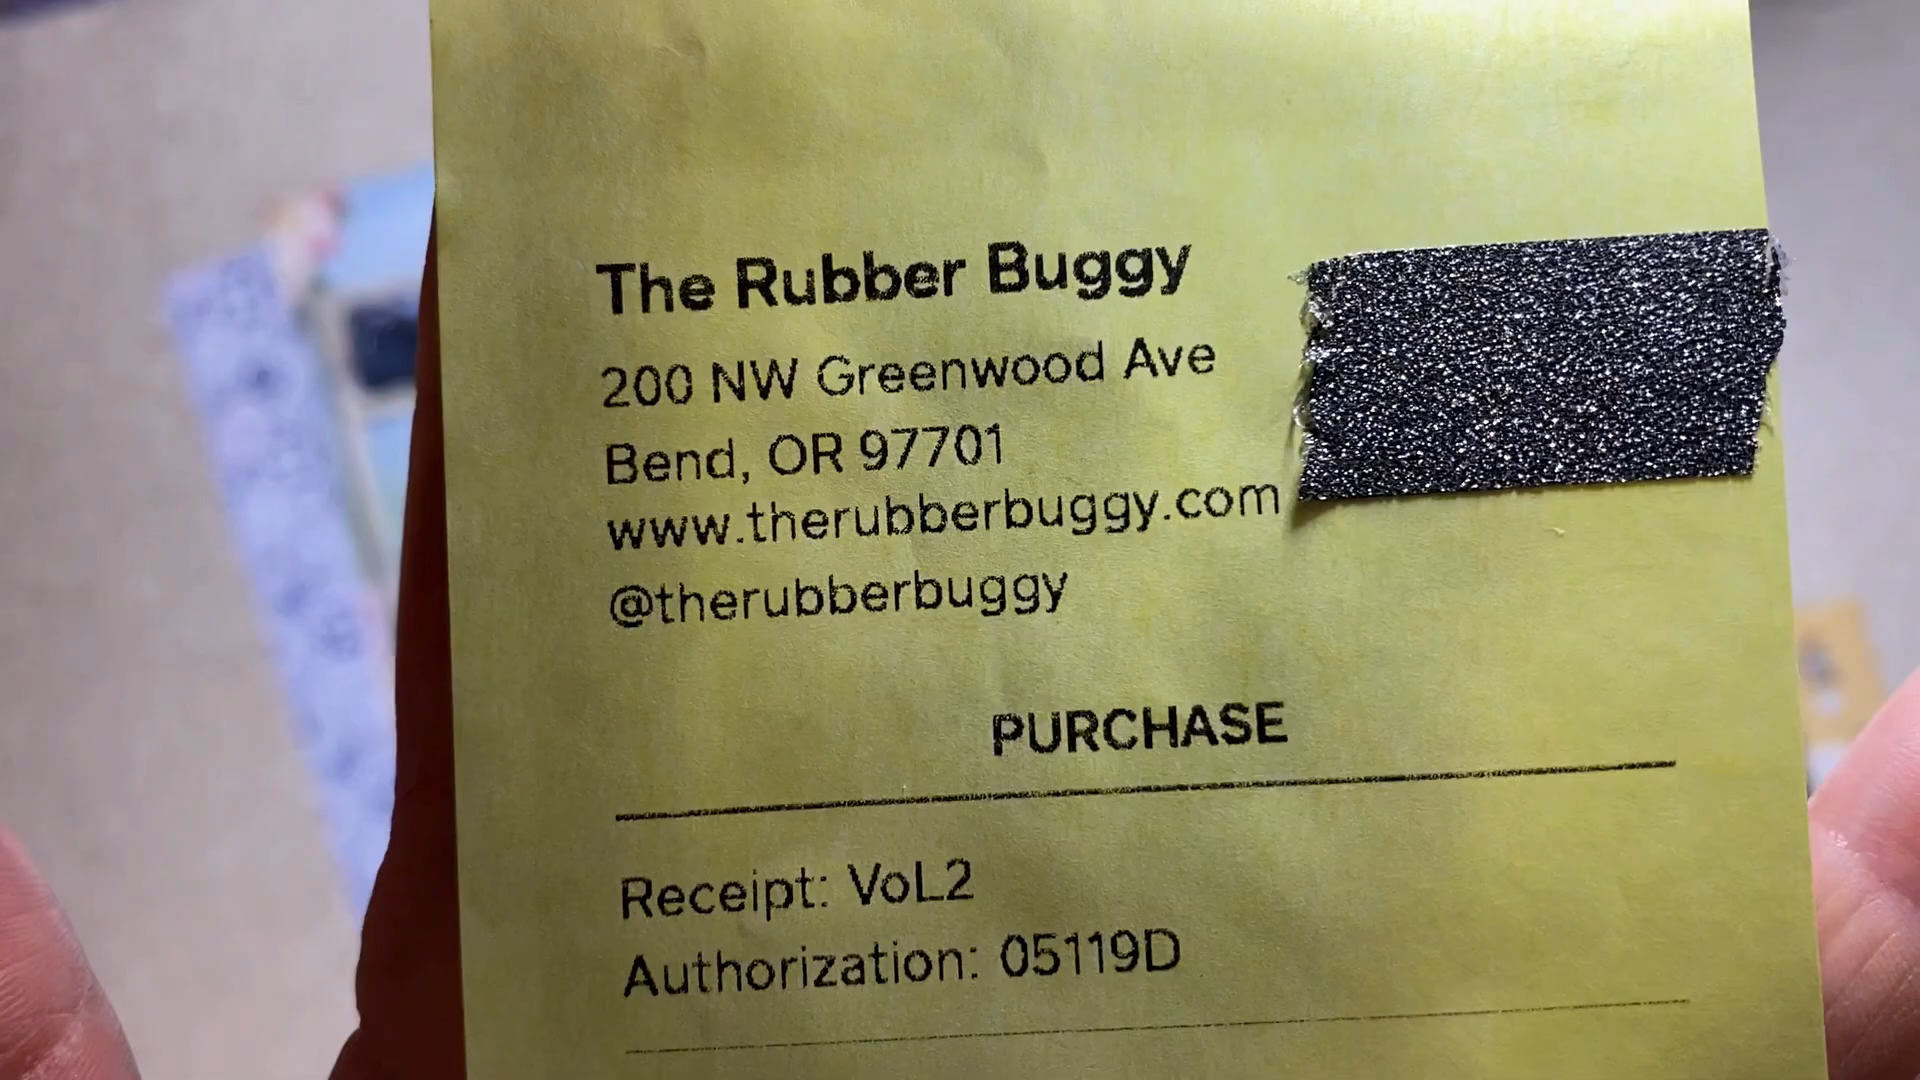 The Rubber Buggy
200 NW Greenwood Ave
Bend, OR 97701
www.therubberbuggy.com
@therubberbuggy
PURCHASE
Receipt: VoL2
Authorization: 05119D